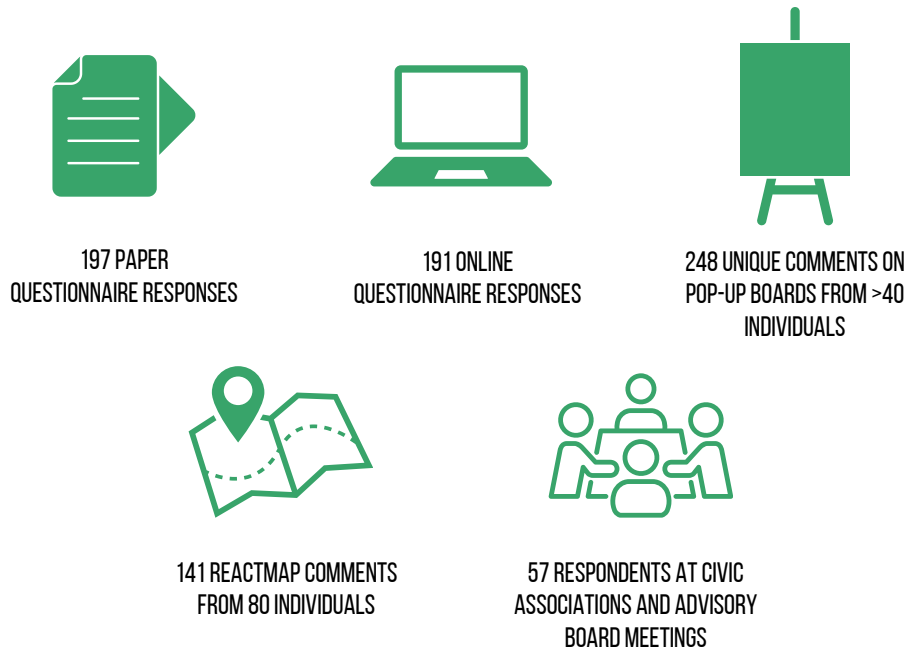 197 PAPER
QUESTIONNAIRE RESPONSES
191 ONLINE
QUESTIONNAIRE RESPONSES
248 UNIQUE COMMENTS ON
POP-UP BOARDS FROM >40
INDIVIDUALS
141 REACTMAP COMMENTS
FROM 80 INDIVIDUALS
57 RESPONDENTS AT CIVIC
ASSOCIATIONS AND ADVISORY
BOARD MEETINGS